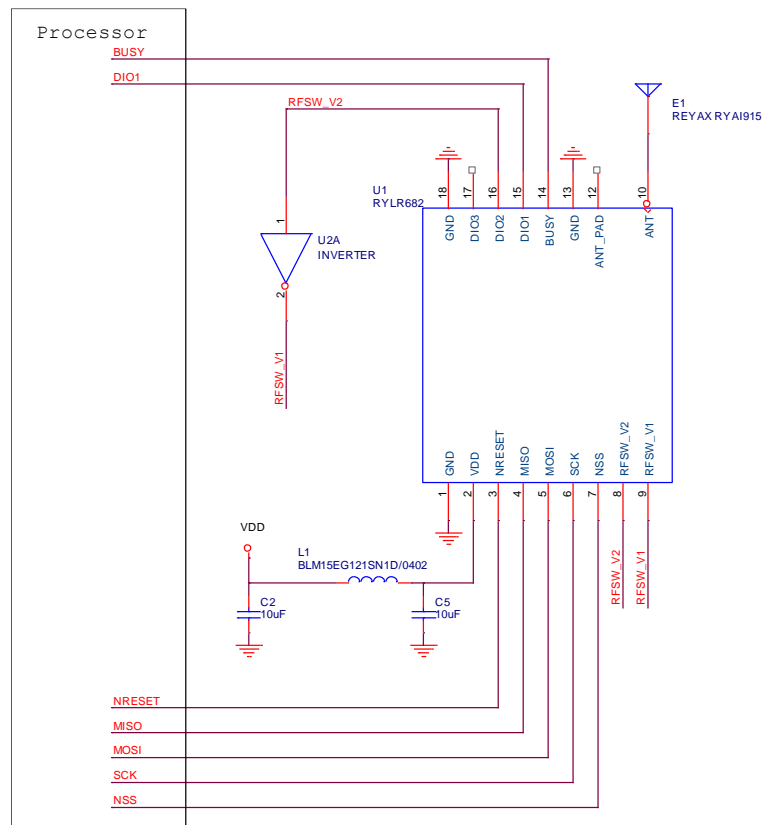 Processor
BUSY
DIO1
RFSW_V2
E1
REYAX RYAI915
U1
RYLR682
18
17
16
15
14
13
12
10
GND
DIO3
DIO2
DIO1
BUSY
GND
ANT_PAD
ANT
1
U2A
INVERTER
2
RFSW_V1
GND
VDD
NRESET
MISO
MOSI
SCK
NSS
RFSW_V2
RFSW_V1
1
2
3
4
5
6
7
8
9
VDD
L1
BLM15EG121SN1D/0402
RFSW_V2
RFSW_V1
C2
10uF
C5
10uF
NRESET
MISO
MOSI
SCK
NSS